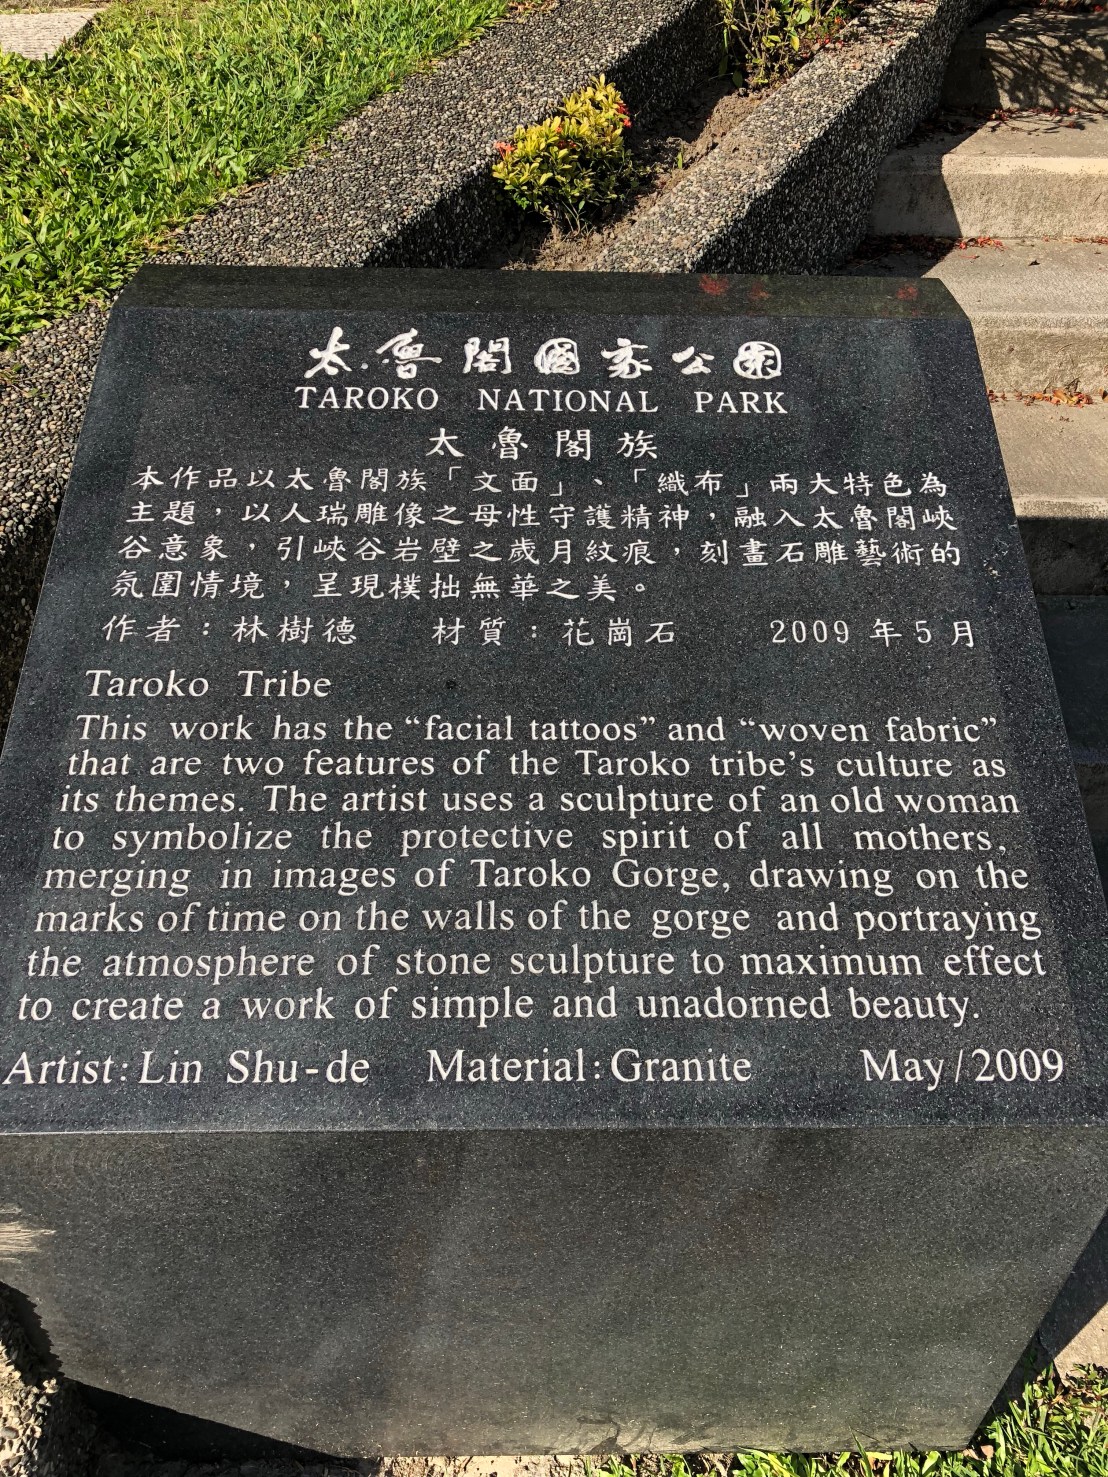 太魯閣國家公園
TAROKO NATIONAL PARK
太魯閣族
本作品以太魯閣族「文面」、「織布」兩大特色為
主題，以人瑞雕像之母性守護精神，融入太魯閣峽
谷意象，引峽谷岩壁之歲月紋痕，刻畫石雕藝術的
氛圍情境，呈現樸拙無華之美。
作者：林樹德 材質：花崗石 2009年5月
Taroko Tribe
This work has the “facial tattoos” and “woven fabric”
that are two features of the Taroko tribe's culture as
its themes. The artist uses a sculpture of an old woman
to symbolize the protective spirit of all mothers,
merging in images of Taroko Gorge, drawing on the
marks of time on the walls of the gorge and portraying
the atmosphere of stone sculpture to maximum effect
to create a work of simple and unadorned beauty.
Artist: Lin Shu-de Material: Granite May/2009